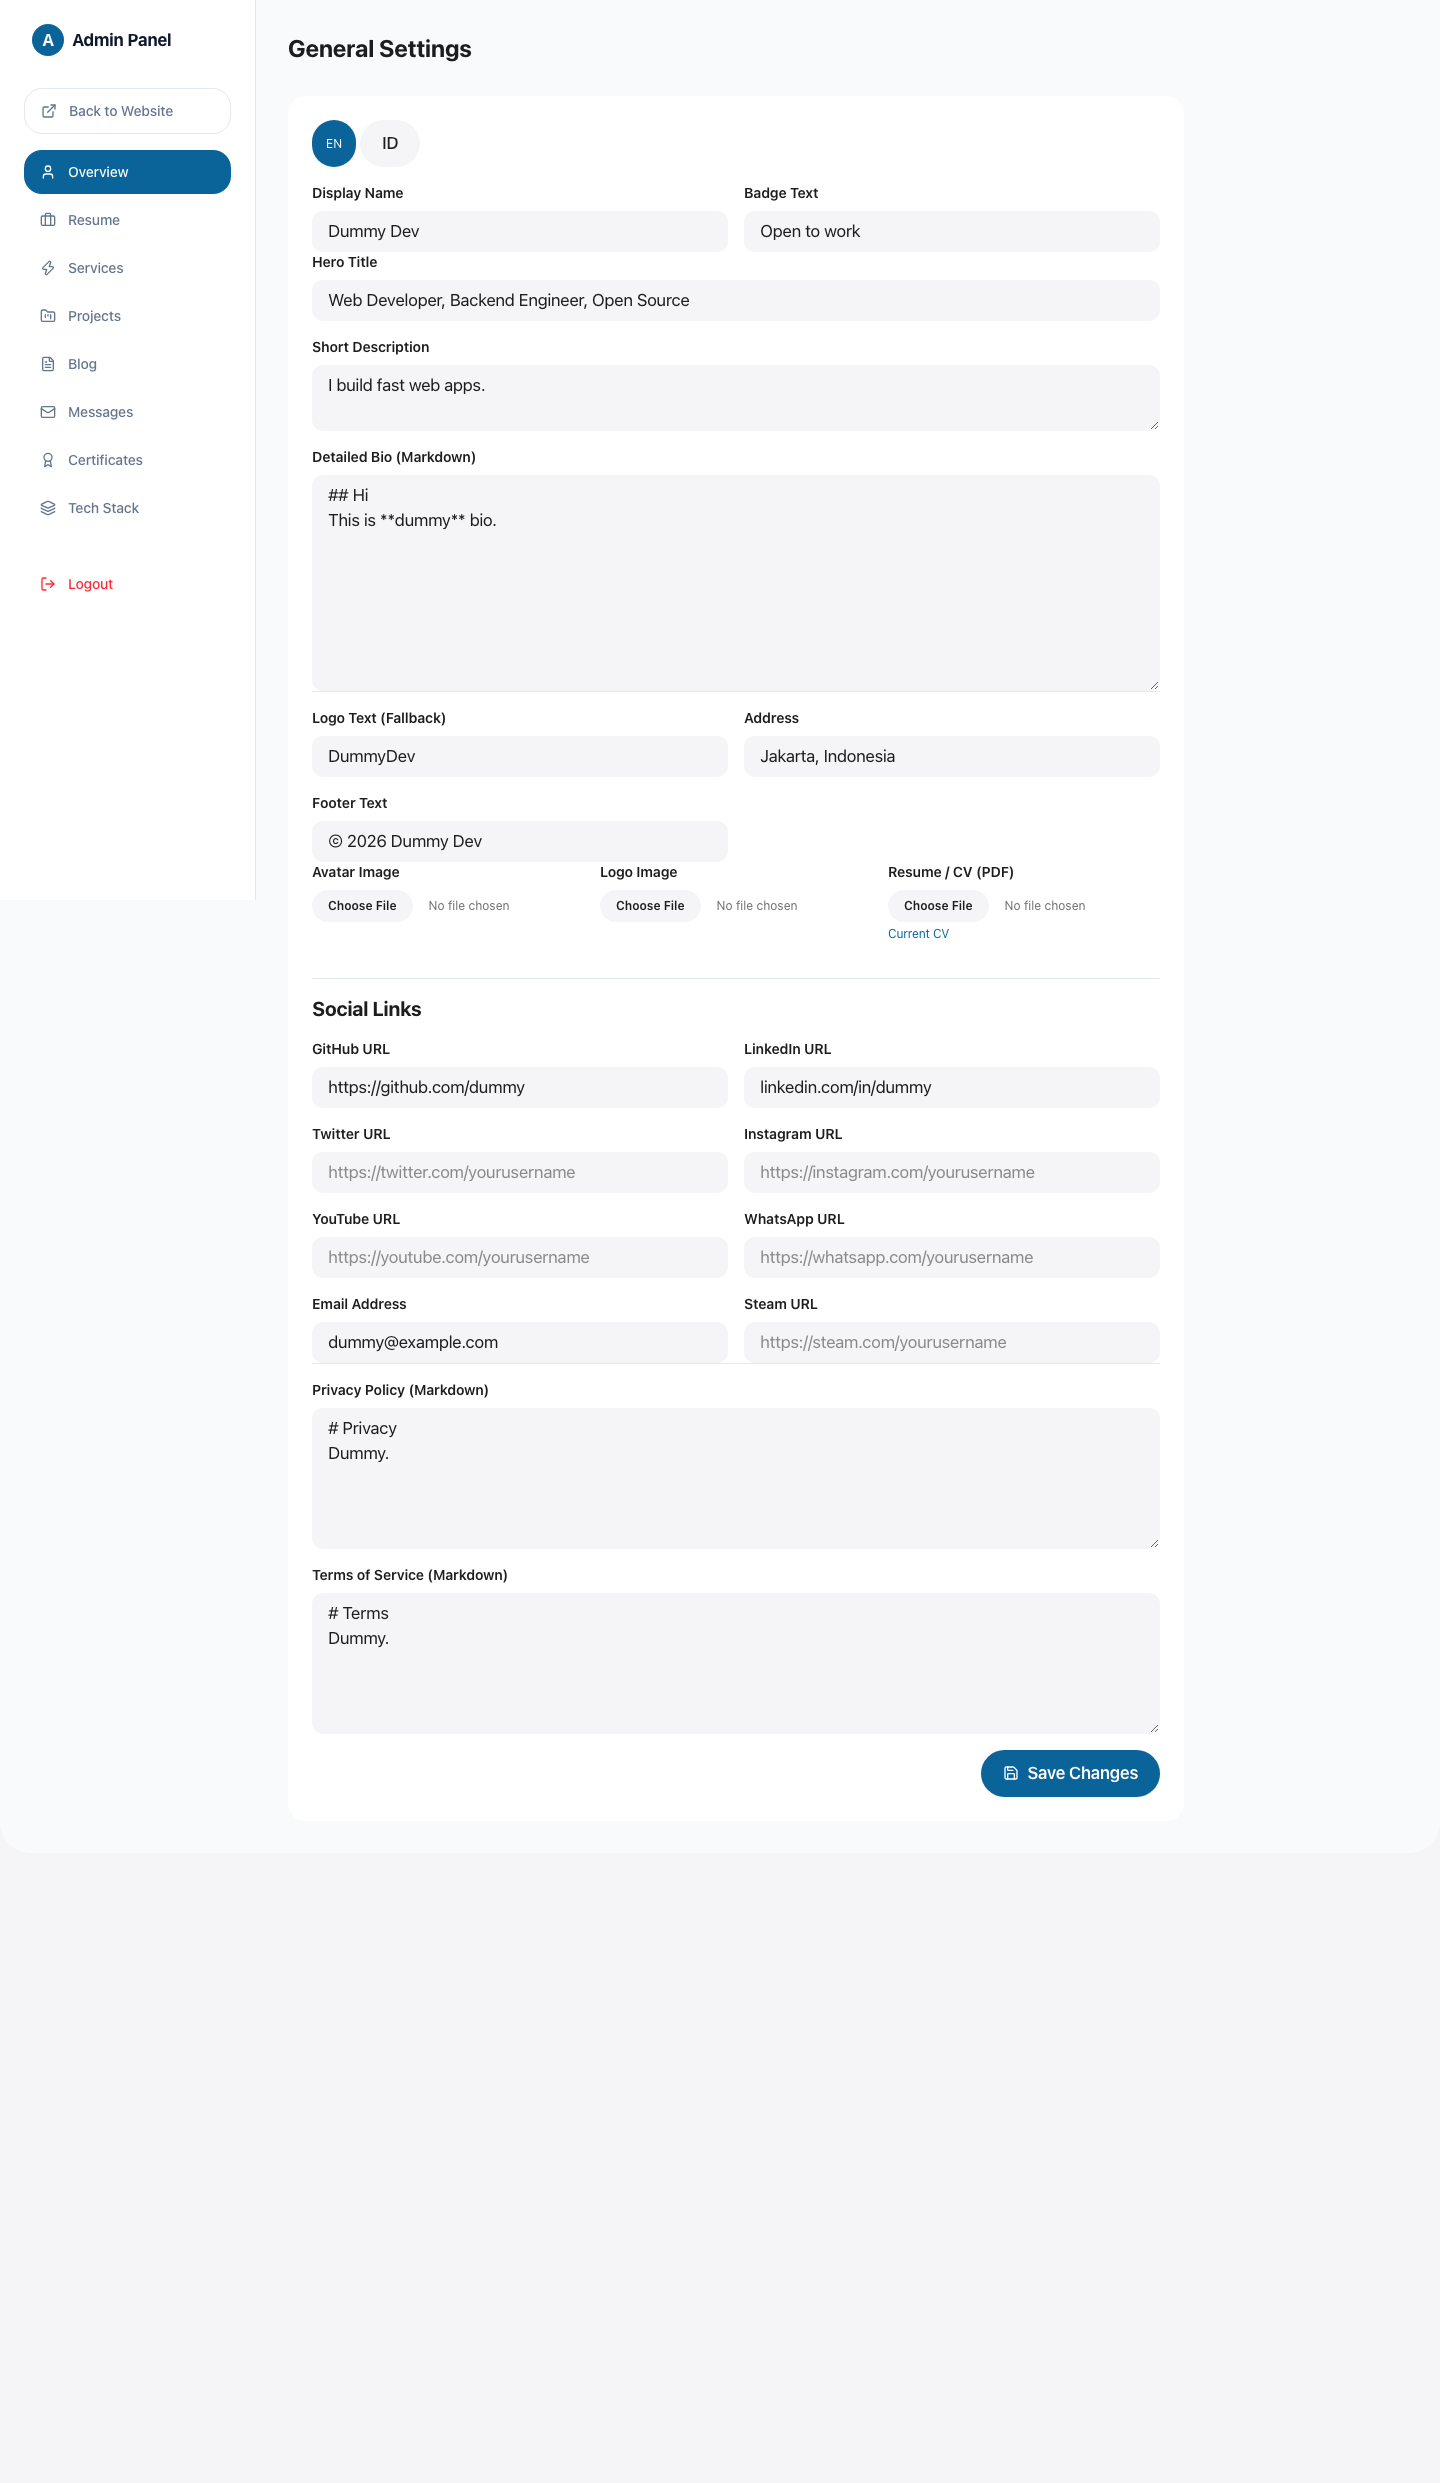 A Admin Panel
Back to Website
Overview
Resume
Services
Projects
Blog
Messages
Certificates
Tech Stack
Logout
General Settings
EN ID
Display Name Badge Text
Dummy Dev Open to work
Hero Title
Web Developer, Backend Engineer, Open Source
Short Description
I build fast web apps.
Detailed Bio (Markdown)
## Hi
This is **dummy** bio.
Logo Text (Fallback) Address
DummyDev Jakarta, Indonesia
Footer Text
© 2026 Dummy Dev
Avatar Image Logo Image Resume / CV (PDF)
Choose File No file chosen Choose File No file chosen Choose File No file chosen
Current CV
Social Links
GitHub URL LinkedIn URL
https://github.com/dummy linkedin.com/in/dummy
Twitter URL Instagram URL
https://twitter.com/yourusername https://instagram.com/yourusername
YouTube URL WhatsApp URL
https://youtube.com/yourusername https://whatsapp.com/yourusername
Email Address Steam URL
dummy@example.com https://steam.com/yourusername
Privacy Policy (Markdown)
# Privacy
Dummy.
Terms of Service (Markdown)
# Terms
Dummy.
Save Changes